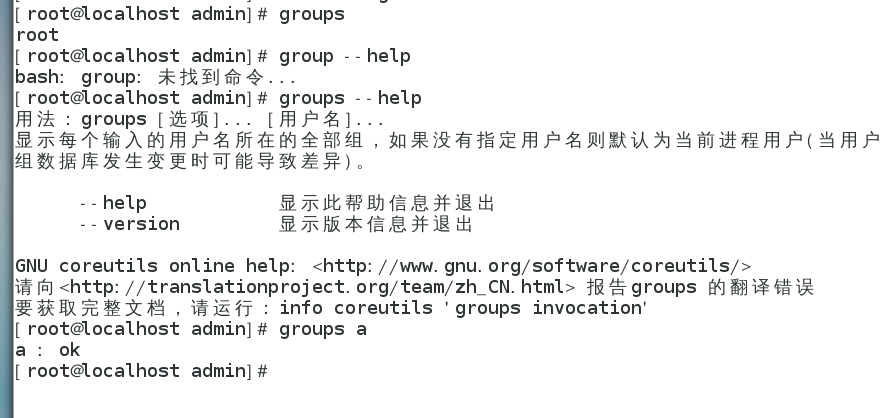 [root@localhost admin]# groups
root
[root@localhost admin]# group --help
bash: group: 未找到命令...
[root@localhost admin]# groups --help
用法：groups [选项]... [用户名]...
显示每个输入的用户名所在的全部组，如果没有指定用户名则默认为当前进程用户(当用户
组数据库发生变更时可能导致差异)。
--help 显示此帮助信息并退出
--version 显示版本信息并退出
GNU coreutils online help: <http://www.gnu.org/software/coreutils/>
请向<http://translationproject.org/team/zh_CN.html> 报告groups 的翻译错误
要获取完整文档，请运行：info coreutils 'groups invocation'
[root@localhost admin]# groups a
a : ok
[root@localhost admin]#